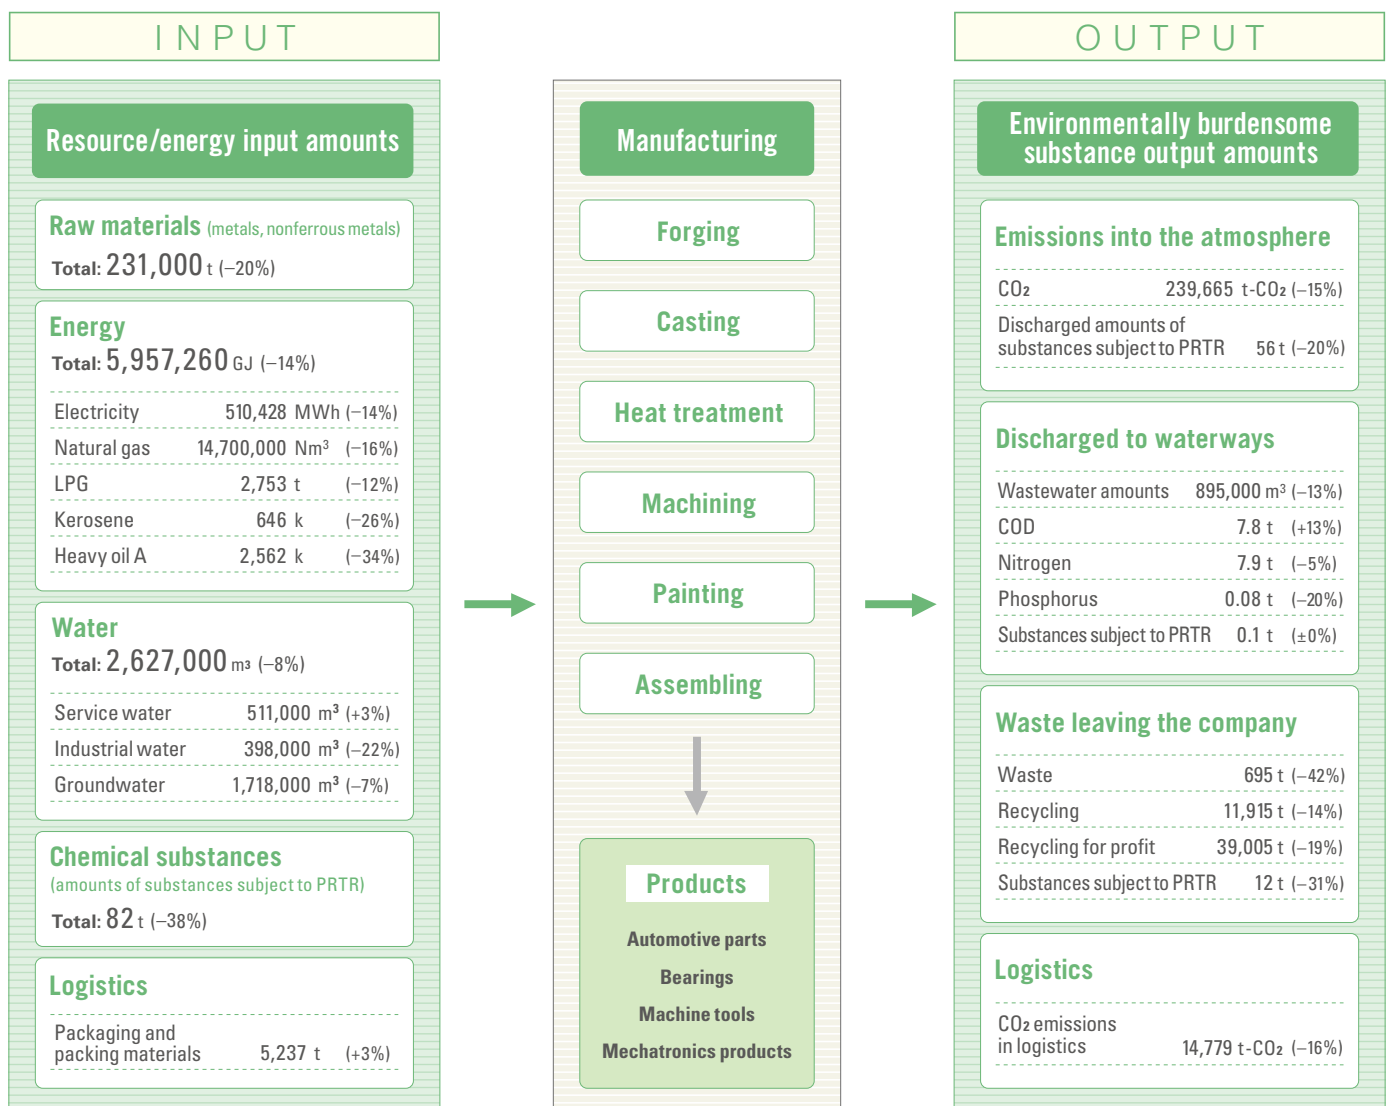 INPUT
Resource/energy input amounts
Raw materials (metals, nonferrous metals)
Total: 231,000 t (–20%)
Energy
Total: 5,957,260 GJ (–14%)
Electricity 510,428 MWh (–14%)
Natural gas 14,700,000 Nm³ (–16%)
LPG 2,753 t (–12%)
Kerosene 646 k (–26%)
Heavy oil A 2,562 k (–34%)
Water
Total: 2,627,000 m³ (–8%)
Service water 511,000 m³ (+3%)
Industrial water 398,000 m³ (–22%)
Groundwater 1,718,000 m³ (–7%)
Chemical substances
(amounts of substances subject to PRTR)
Total: 82 t (–38%)
Logistics
Packaging and
packing materials 5,237 t (+3%)
Manufacturing
Forging
Casting
Heat treatment
Machining
Painting
Assembling
Products
Automotive parts
Bearings
Machine tools
Mechatronics products
OUTPUT
Environmentally burdensome
substance output amounts
Emissions into the atmosphere
CO₂ 239,665 t-CO₂ (–15%)
Discharged amounts of
substances subject to PRTR 56 t (–20%)
Discharged to waterways
Wastewater amounts 895,000 m³ (–13%)
COD 7.8 t (+13%)
Nitrogen 7.9 t (–5%)
Phosphorus 0.08 t (–20%)
Substances subject to PRTR 0.1 t (±0%)
Waste leaving the company
Waste 695 t (–42%)
Recycling 11,915 t (–14%)
Recycling for profit 39,005 t (–19%)
Substances subject to PRTR 12 t (–31%)
Logistics
CO₂ emissions
in logistics 14,779 t-CO₂ (–16%)